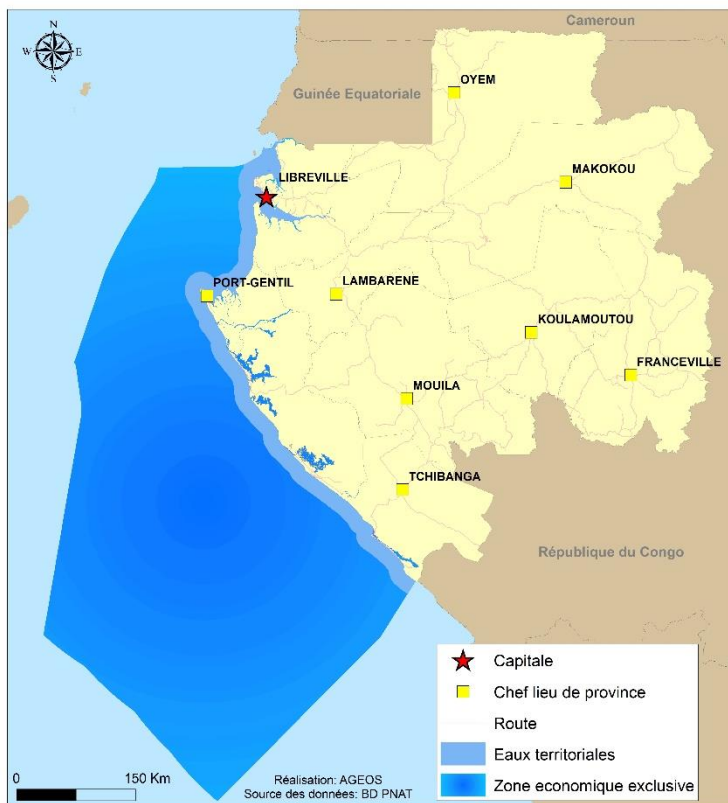 Cameroun
N
W E
S
OYEM
Guinée Equatoriale
MAKOKOU
LIBREVILLE
PORT-GENTIL
LAMBARENE
KOULAMOUTOU
FRANCEVILLE
MOUILA
TCHIBANGA
République du Congo
Capitale
Chef lieu de province
Route
Eaux territoriales
Zone economique exclusive
0 150 Km
Réalisation: AGEOS
Source des données: BD PNAT